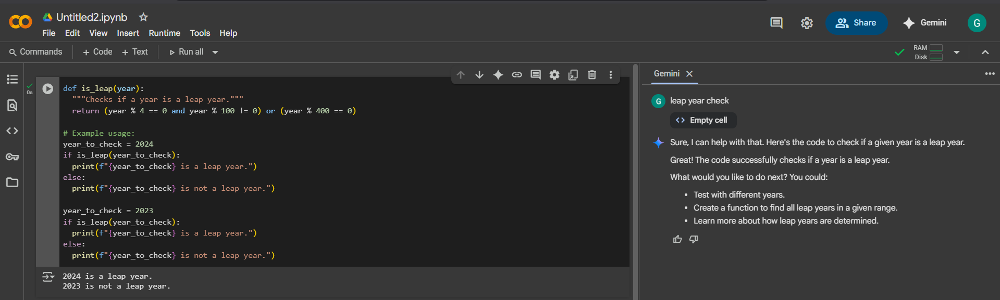 Untitled2.ipynb
File Edit View Insert Runtime Tools Help
Share
Gemini
G
Commands
+ Code + Text
Run all
RAM
Disk
0s
def is_leap(year):
  """Checks if a year is a leap year."""
  return (year % 4 == 0 and year % 100 != 0) or (year % 400 == 0)
# Example usage:
year_to_check = 2024
if is_leap(year_to_check):
  print(f"{year_to_check} is a leap year.")
else:
  print(f"{year_to_check} is not a leap year.")
year_to_check = 2023
if is_leap(year_to_check):
  print(f"{year_to_check} is a leap year.")
else:
  print(f"{year_to_check} is not a leap year.")
2024 is a leap year.
2023 is not a leap year.
Gemini
G leap year check
Empty cell
Sure, I can help with that. Here's the code to check if a given year is a leap year.
Great! The code successfully checks if a year is a leap year.
What would you like to do next? You could:
• Test with different years.
• Create a function to find all leap years in a given range.
• Learn more about how leap years are determined.